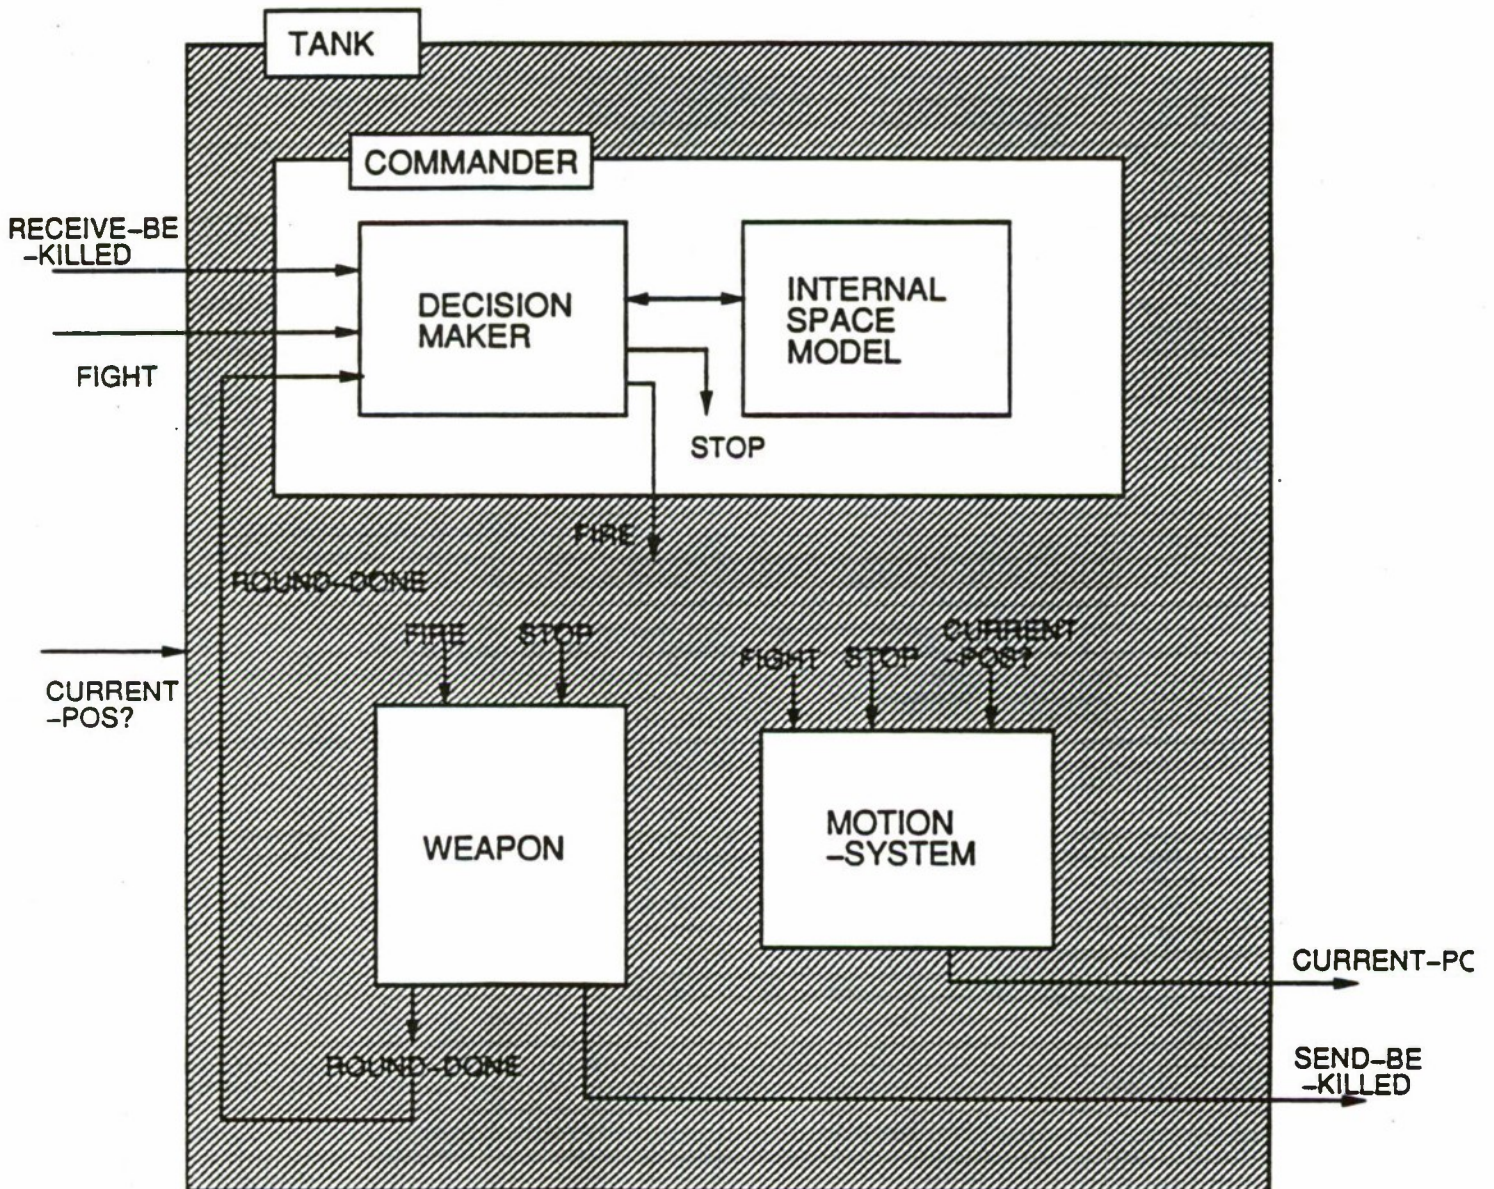 TANK
COMMANDER
RECEIVE-BE
-KILLED
DECISION
MAKER
INTERNAL
SPACE
MODEL
FIGHT
STOP
FIRE
ROUND-DONE
FIRE
STOP
CURRENT
-POS?
FIGHT
STOP
CURRENT
-POS?
WEAPON
MOTION
-SYSTEM
CURRENT-PO
ROUND-DONE
SEND-BE
-KILLED